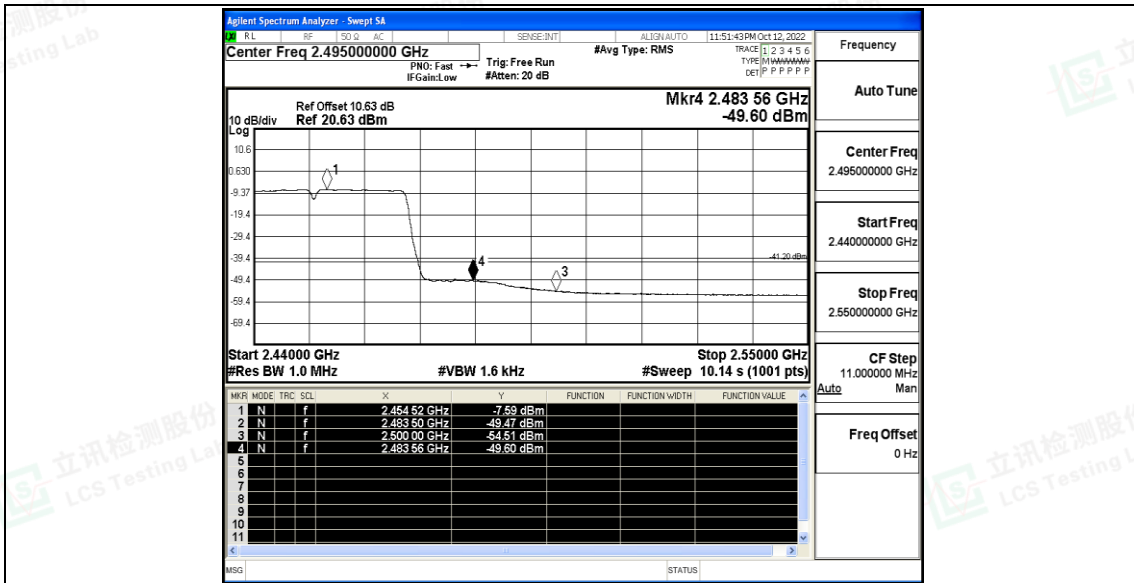 Agilent Spectrum Analyzer - Swept SA
LXI RL RF 50 Ω AC SENSE:INT ALIGNAUTO 11:51:43PM Oct 12, 2022
Center Freq 2.495000000 GHz
#Avg Type: RMS
TRACE 1 2 3 4 5 6
PNO: Fast Trig: Free Run
TYPE M W W W W W
IFGain:Low #Atten: 20 dB
DET P P P P P P
Mkr4 2.483 56 GHz
Ref Offset 10.63 dB
-49.60 dBm
10 dB/div Ref 20.63 dBm
Log
10.6
0.630
-9.37
-19.4
-29.4
-39.4
-49.4
-59.4
-69.4
1
4
3
-41.20 dBm
Start 2.44000 GHz Stop 2.55000 GHz
#Res BW 1.0 MHz #VBW 1.6 kHz #Sweep 10.14 s (1001 pts)
MKR MODE TRC SCL X Y FUNCTION FUNCTION WIDTH FUNCTION VALUE
1 N f 2.454 52 GHz -7.59 dBm
2 N f 2.483 50 GHz -49.47 dBm
3 N f 2.500 00 GHz -54.51 dBm
4 N f 2.483 56 GHz -49.60 dBm
5
6
7
8
9
10
11
MSG STATUS
Frequency
Auto Tune
Center Freq
2.495000000 GHz
Start Freq
2.440000000 GHz
Stop Freq
2.550000000 GHz
CF Step
11.000000 MHz
Auto Man
Freq Offset
0 Hz
立讯检测股份
LCS Testing Lab
立讯检测股份
LCS Testing L
测股份
esting Lab
立